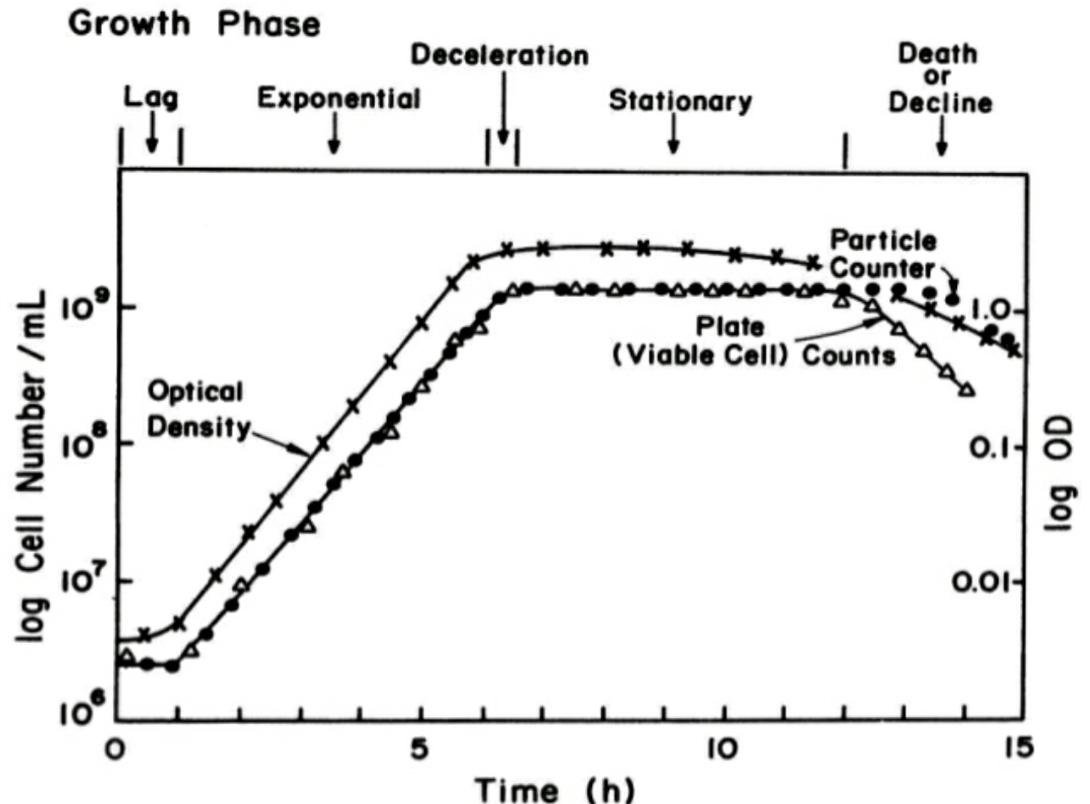 Growth Phase
Lag
Exponential
Deceleration
Stationary
Death
or
Decline
log Cell Number/mL
10⁹
10⁸
10⁷
10⁶
Optical
Density
Particle
Counter
Plate
(Viable Cell) Counts
1.0
0.1
0.01
log OD
0
5
10
15
Time (h)